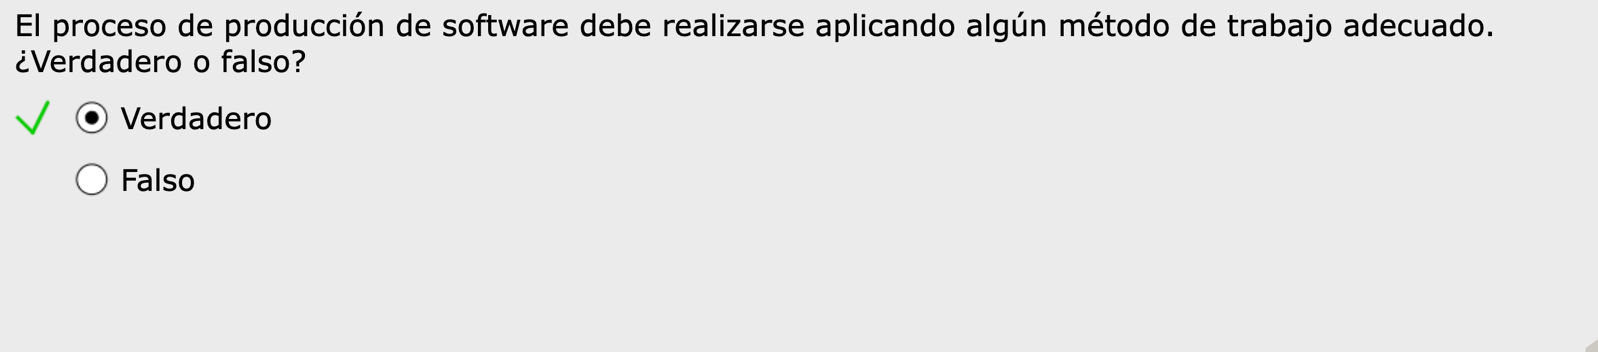 El proceso de producción de software debe realizarse aplicando algún método de trabajo adecuado.
¿Verdadero o falso?
Verdadero
Falso